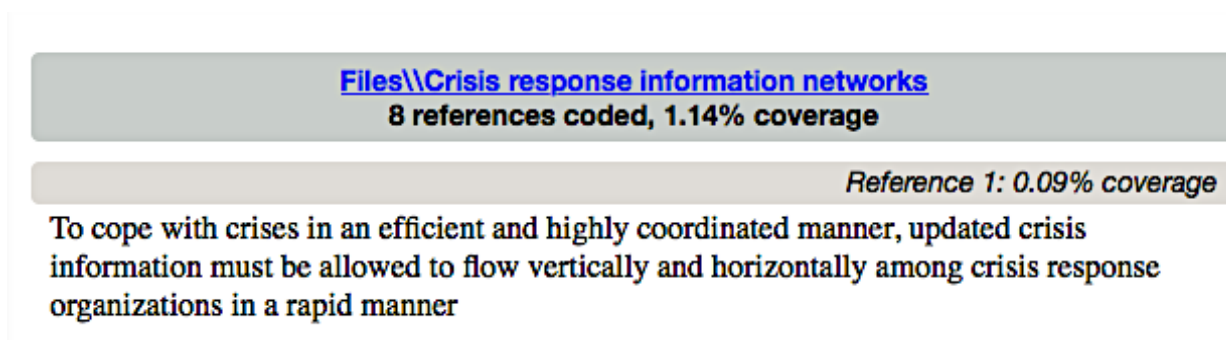 Files\\Crisis response information networks
8 references coded, 1.14% coverage
Reference 1: 0.09% coverage
To cope with crises in an efficient and highly coordinated manner, updated crisis
information must be allowed to flow vertically and horizontally among crisis response
organizations in a rapid manner